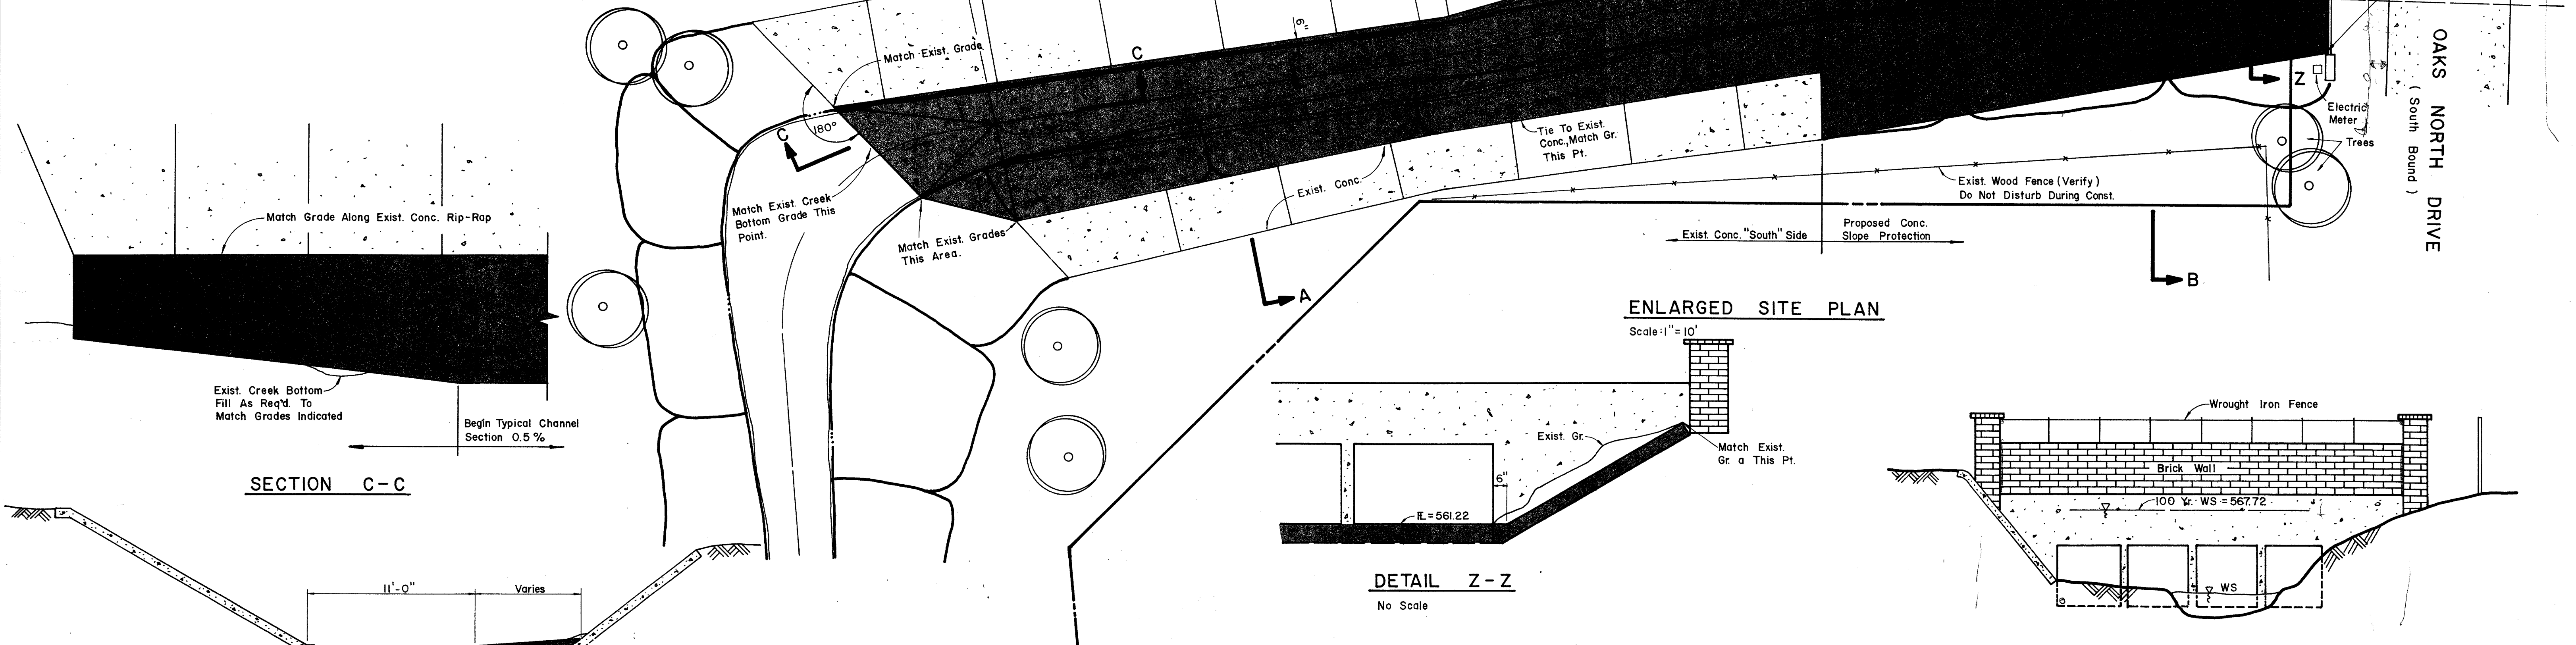 Match Exist. Grade
6"
C
C
180°
Z
OAKS NORTH DRIVE
( South Bound )
Electric
Meter
Trees
Tie To Exist.
Conc., Match Gr.
This Pt.
Exist. Conc.
Exist. Wood Fence (Verify)
Do Not Disturb During Const.
Match Exist. Creek
Bottom Grade This
Point.
Match Exist. Grades
This Area.
Match Grade Along Exist. Conc. Rip-Rap
Exist. Conc. "South" Side
Proposed Conc.
Slope Protection
A
B
ENLARGED SITE PLAN
Scale: 1" = 10'
Exist. Creek Bottom
Fill As Req'd. To
Match Grades Indicated
Begin Typical Channel
Section 0.5 %
SECTION C-C
Exist. Gr.
Match Exist.
Gr. a This Pt.
6"
FL = 561.22
DETAIL Z-Z
No Scale
Wrought Iron Fence
Brick Wall
100 Yr. WS = 567.72
WS
11'-0"
Varies